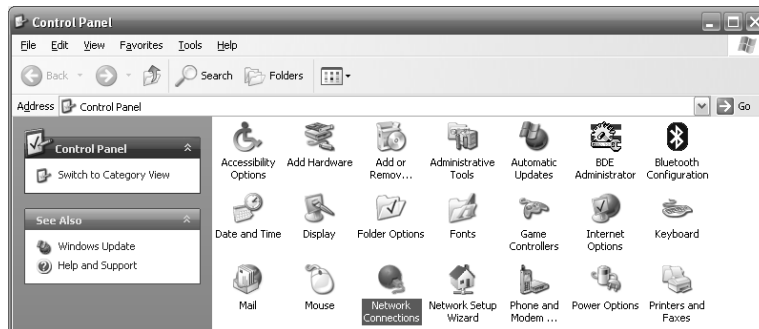 Control Panel
File Edit View Favorites Tools Help
Back Search Folders
Address Control Panel Go
Control Panel
Switch to Category View
See Also
Windows Update
Help and Support
Accessibility Options Add Hardware Add or Remov... Administrative Tools Automatic Updates BDE Administrator Bluetooth Configuration
Date and Time Display Folder Options Fonts Game Controllers Internet Options Keyboard
Mail Mouse Network Connections Network Setup Wizard Phone and Modem ... Power Options Printers and Faxes